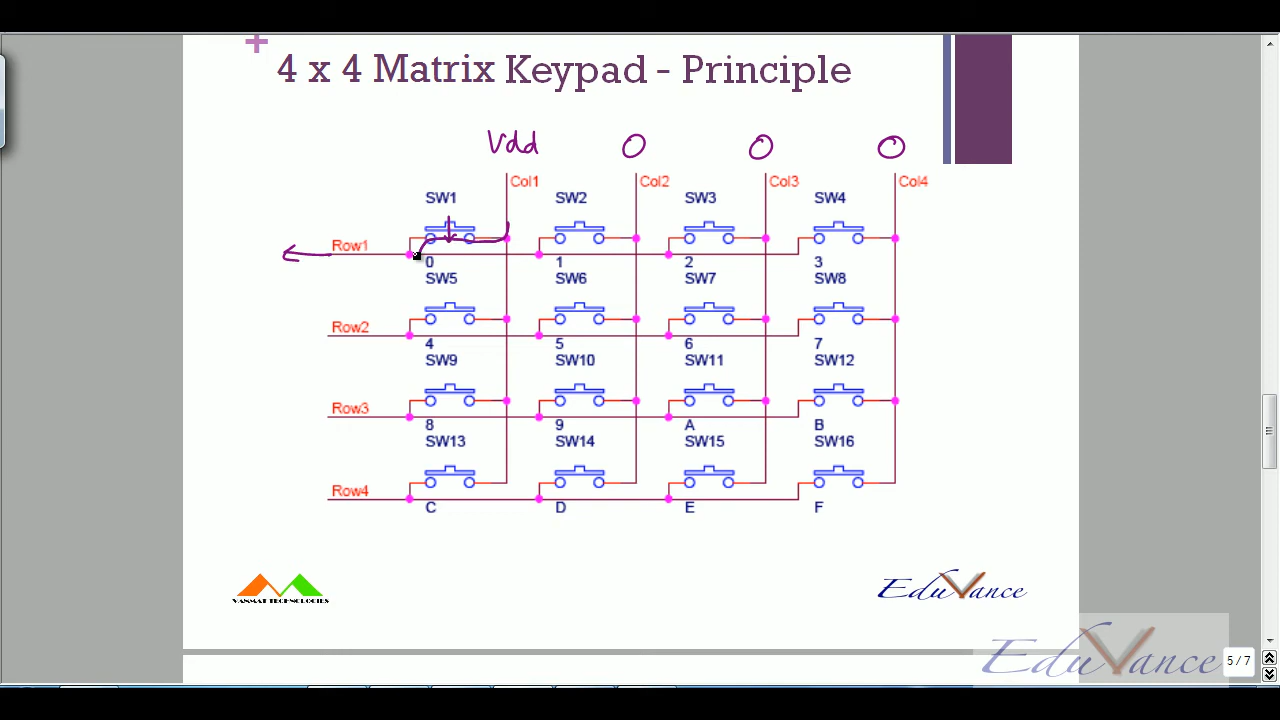 4 x 4 Matrix Keypad - Principle
Vdd 0 0 0
Col1 Col2 Col3 Col4
SW1 SW2 SW3 SW4
Row1
0 1 2 3
SW5 SW6 SW7 SW8
Row2
4 5 6 7
SW9 SW10 SW11 SW12
Row3
8 9 A B
SW13 SW14 SW15 SW16
Row4
C D E F
VANMAT TECHNOLOGIES
EduVance
EduVance
5 / 7